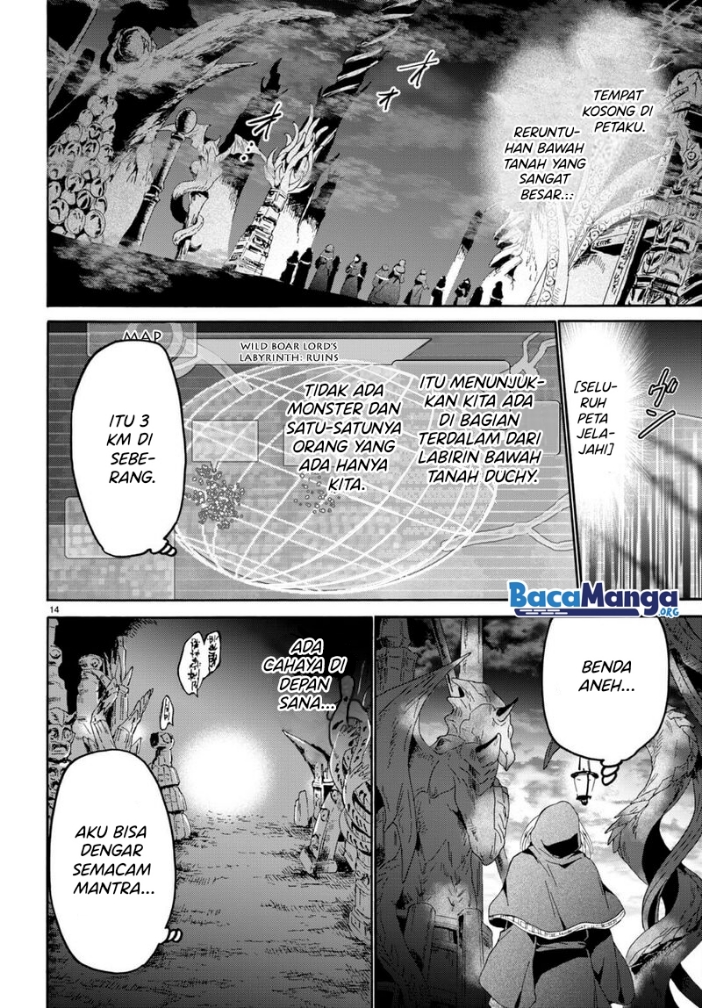 TEMPAT
KOSONG DI
PETAKU.
RERUNTU-
HAN BAWAH
TANAH YANG
SANGAT
BESAR.::
[SELU-
RUH
PETA
JELA-
JAHI]
MAP
WILD BOAR LORD'S
LABYRINTH: RUINS
ITU MENUNJUK-
KAN KITA ADA
DI BAGIAN
TERDALAM DARI
LABIRIN BAWAH
TANAH DUCHY.
TIDAK ADA
MONSTER DAN
SATU-SATUNYA
ORANG YANG
ADA HANYA
KITA.
ITU 3
KM DI
SEBE-
RANG.
14
BacaManga
.ORG
BENDA
ANEH...
ADA
CAHAYA DI
DEPAN
SANA...
AKU BISA
DENGAR
SEMACAM
MANTRA...